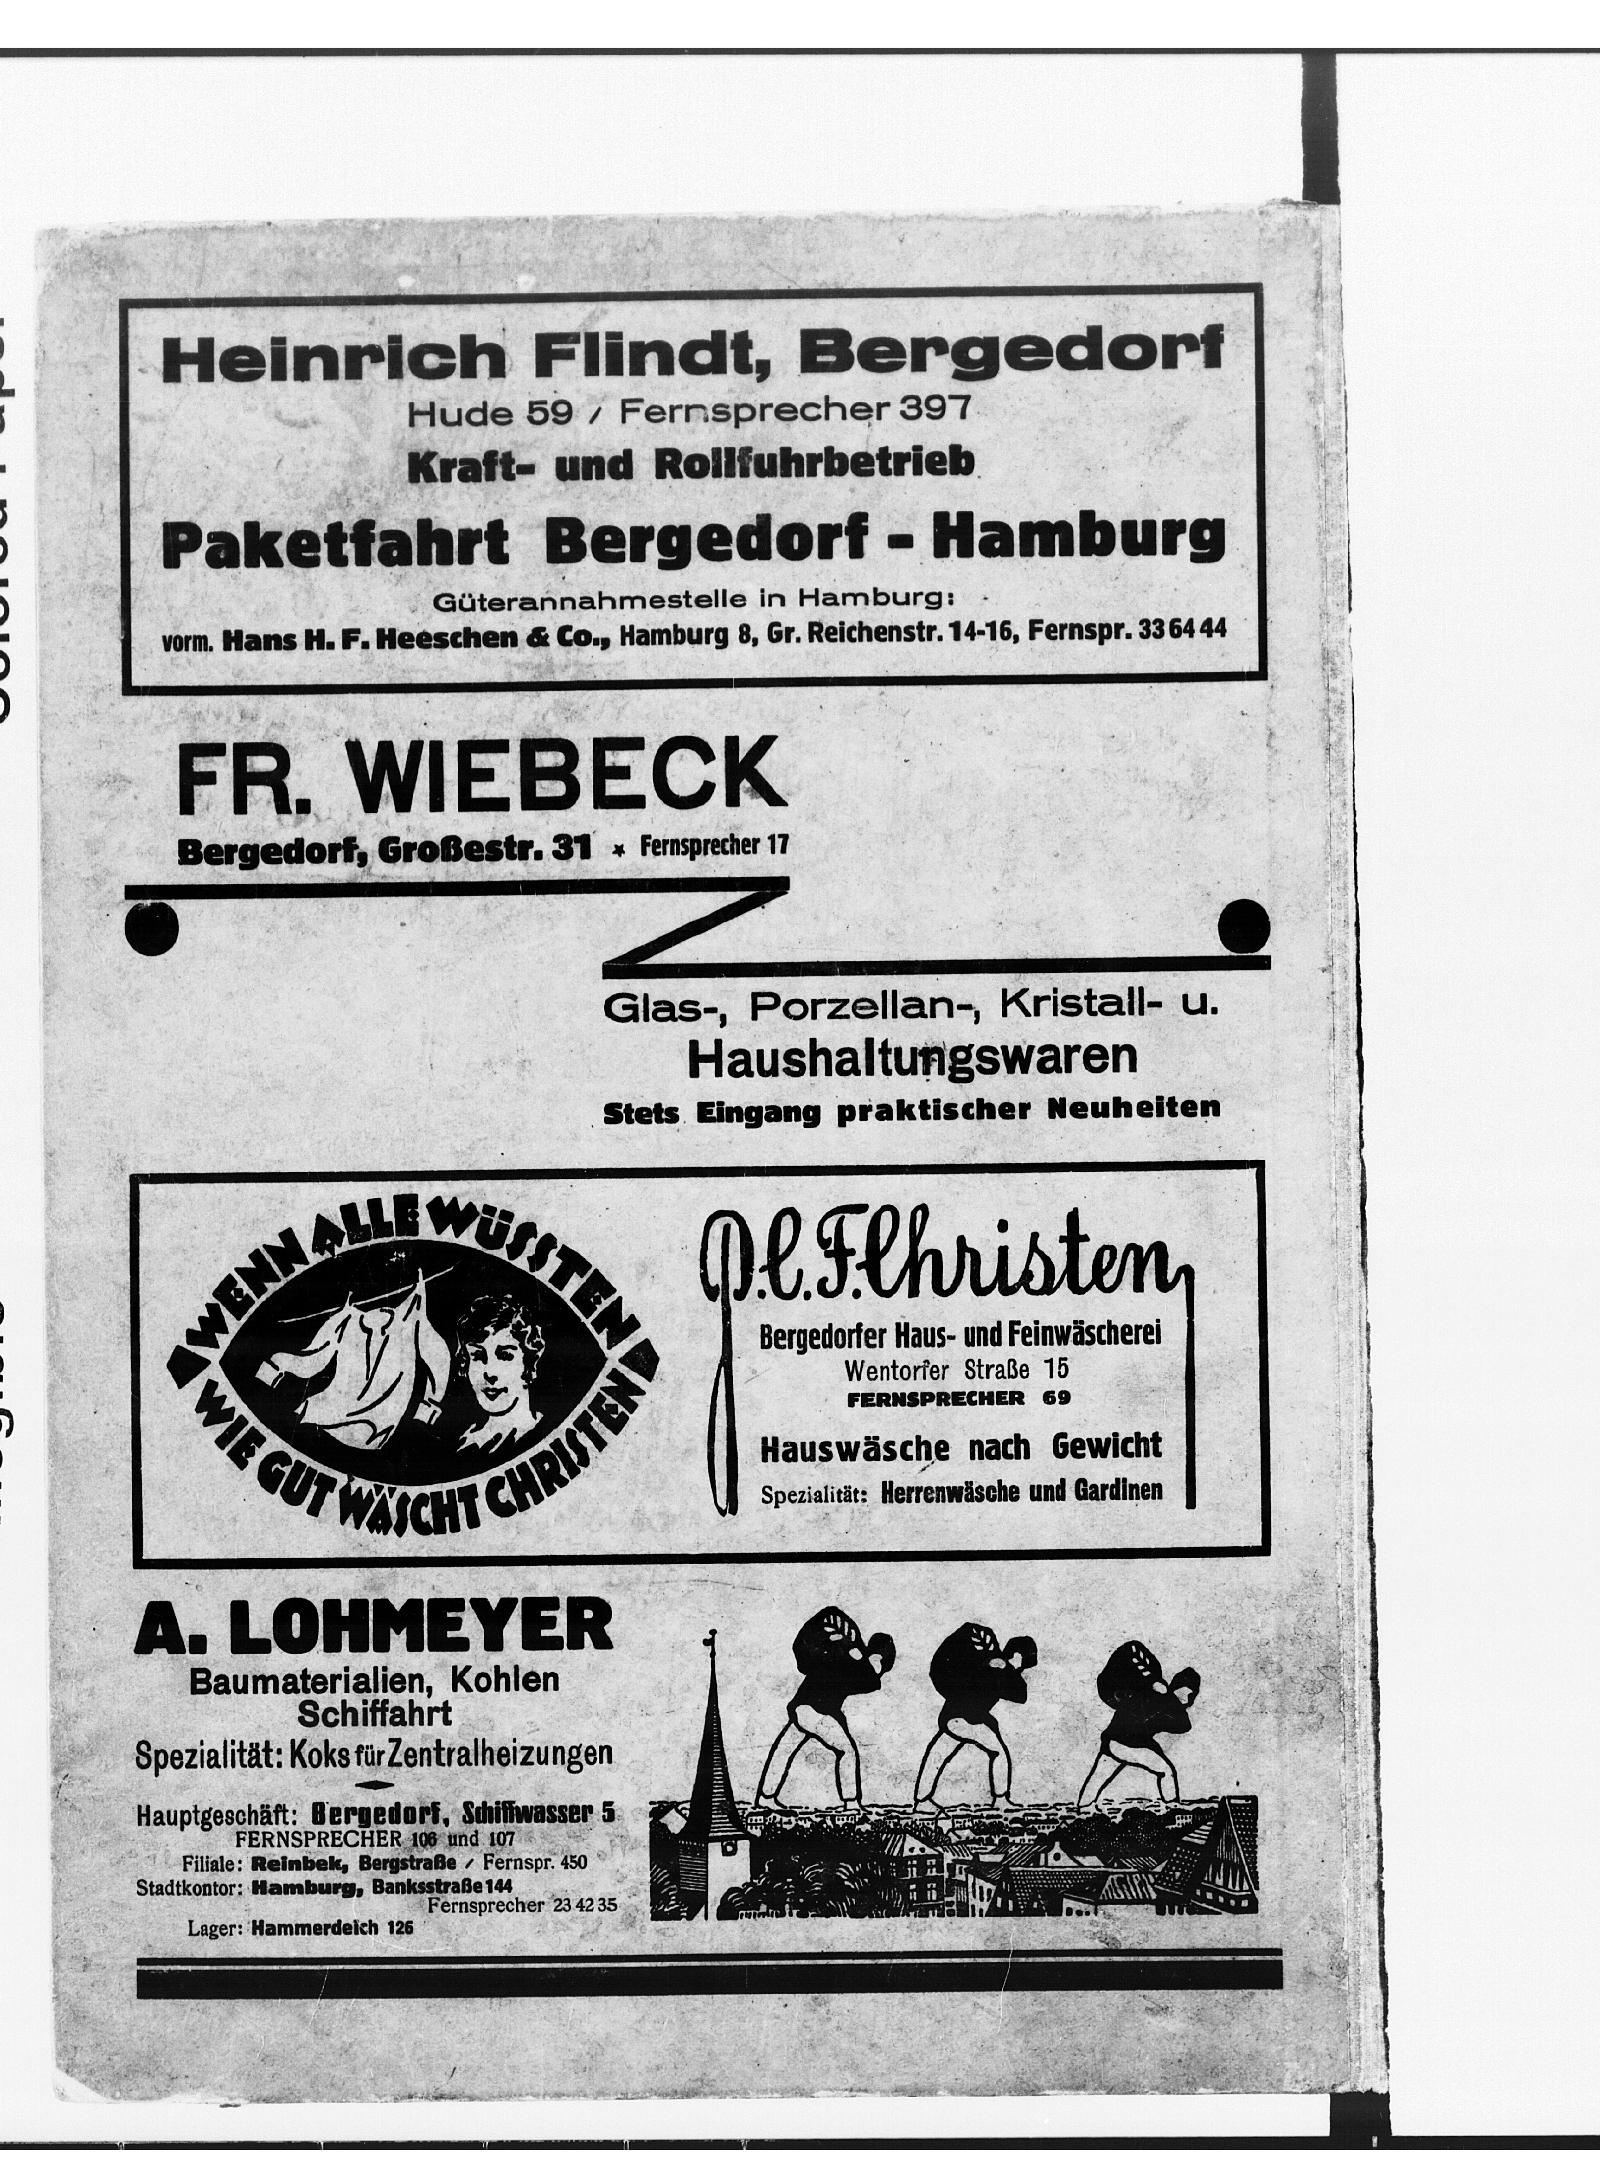 Heinrich Flindt, Bergedorf
Hude 59 / Fernsprecher 397
Kraft- und Rollfuhrbetrieb
Paketfahrt Bergedorf - Hamburg
Güterannahmestelle in Hamburg:
vorm. Hans H. F. Heeschen & Co., Hamburg 8, Gr. Reichenstr. 14-16, Fernspr. 33 64 44
FR. WIEBECK
Bergedorf, Großestr. 31 * Fernsprecher 17
Glas-, Porzellan-, Kristall- u.
Haushaltungswaren
Stets Eingang praktischer Neuheiten
WENN ALLE WÜSSTEN
WIE GUT WÄSCHT CHRISTEN
P.C.F. Christen,
Bergedorfer Haus- und Feinwäscherei
Wentorfer Straße 15
FERNSPRECHER 69
Hauswäsche nach Gewicht
Spezialität: Herrenwäsche und Gardinen
A. LOHMEYER
Baumaterialien, Kohlen
Schiffahrt
Spezialität: Koks für Zentralheizungen
Hauptgeschäft: Bergedorf, Schiffwasser 5
FERNSPRECHER 106 und 107
Filiale: Reinbek, Bergstraße / Fernspr. 450
Stadtkontor: Hamburg, Banksstraße 144
Fernsprecher 23 42 35
Lager: Hammerdeich 126